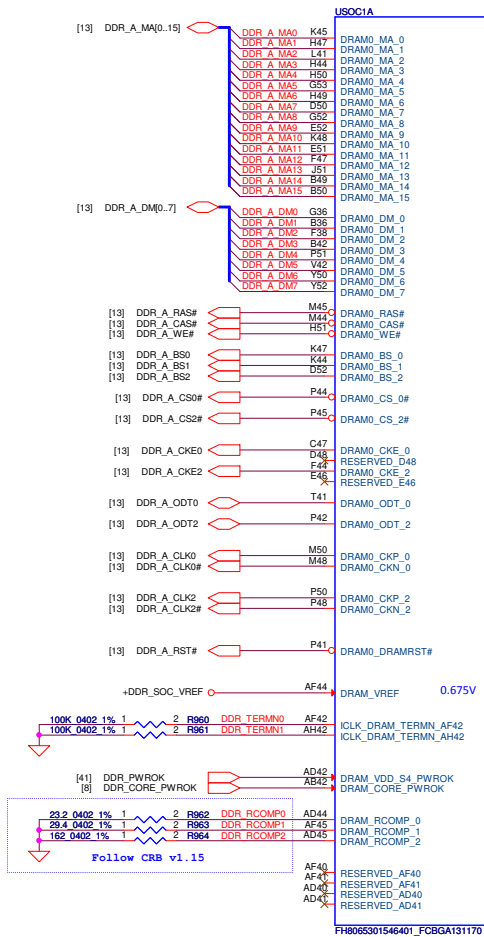 USOC1A
[13] DDR_A_MA[0..15]
DDR_A_MA0 K45 DRAM0_MA_0
DDR_A_MA1 H47 DRAM0_MA_1
DDR_A_MA2 L41 DRAM0_MA_2
DDR_A_MA3 H44 DRAM0_MA_3
DDR_A_MA4 H50 DRAM0_MA_4
DDR_A_MA5 G53 DRAM0_MA_5
DDR_A_MA6 H49 DRAM0_MA_6
DDR_A_MA7 D50 DRAM0_MA_7
DDR_A_MA8 G52 DRAM0_MA_8
DDR_A_MA9 E52 DRAM0_MA_9
DDR_A_MA10 K48 DRAM0_MA_10
DDR_A_MA11 E51 DRAM0_MA_11
DDR_A_MA12 F47 DRAM0_MA_12
DDR_A_MA13 J51 DRAM0_MA_13
DDR_A_MA14 B49 DRAM0_MA_14
DDR_A_MA15 B50 DRAM0_MA_15
[13] DDR_A_DM[0..7]
DDR_A_DM0 G36 DRAM0_DM_0
DDR_A_DM1 B36 DRAM0_DM_1
DDR_A_DM2 F38 DRAM0_DM_2
DDR_A_DM3 B42 DRAM0_DM_3
DDR_A_DM4 P51 DRAM0_DM_4
DDR_A_DM5 V42 DRAM0_DM_5
DDR_A_DM6 Y50 DRAM0_DM_6
DDR_A_DM7 Y52 DRAM0_DM_7
[13] DDR_A_RAS# M45 DRAM0_RAS#
[13] DDR_A_CAS# M44 DRAM0_CAS#
[13] DDR_A_WE# H51 DRAM0_WE#
[13] DDR_A_BS0 K47 DRAM0_BS_0
[13] DDR_A_BS1 K44 DRAM0_BS_1
[13] DDR_A_BS2 D52 DRAM0_BS_2
[13] DDR_A_CS0# P44 DRAM0_CS_0#
[13] DDR_A_CS2# P45 DRAM0_CS_2#
[13] DDR_A_CKE0 C47 DRAM0_CKE_0
D48 RESERVED_D48
[13] DDR_A_CKE2 F44 DRAM0_CKE_2
E46 RESERVED_E46
[13] DDR_A_ODT0 T41 DRAM0_ODT_0
[13] DDR_A_ODT2 P42 DRAM0_ODT_2
[13] DDR_A_CLK0 M50 DRAM0_CKP_0
[13] DDR_A_CLK0# M48 DRAM0_CKN_0
[13] DDR_A_CLK2 P50 DRAM0_CKP_2
[13] DDR_A_CLK2# P48 DRAM0_CKN_2
[13] DDR_A_RST# P41 DRAM0_DRAMRST#
+DDR_SOC_VREF AF44 DRAM_VREF 0.675V
100K_0402_1% 1 2 R960 DDR_TERMN0 AF42 ICLK_DRAM_TERMN_AF42
100K_0402_1% 1 2 R961 DDR_TERMN1 AH42 ICLK_DRAM_TERMN_AH42
[41] DDR_PWROK AD42 DRAM_VDD_S4_PWROK
[8] DDR_CORE_PWROK AB42 DRAM_CORE_PWROK
23.2_0402_1% 1 2 R962 DDR_RCOMP0 AD44 DRAM_RCOMP_0
29.4_0402_1% 1 2 R963 DDR_RCOMP1 AF45 DRAM_RCOMP_1
162_0402_1% 1 2 R964 DDR_RCOMP2 AD45 DRAM_RCOMP_2
Follow CRB v1.15
AF40 RESERVED_AF40
AF41 RESERVED_AF41
AD40 RESERVED_AD40
AD41 RESERVED_AD41
FH8065301546401_FCBGA131170